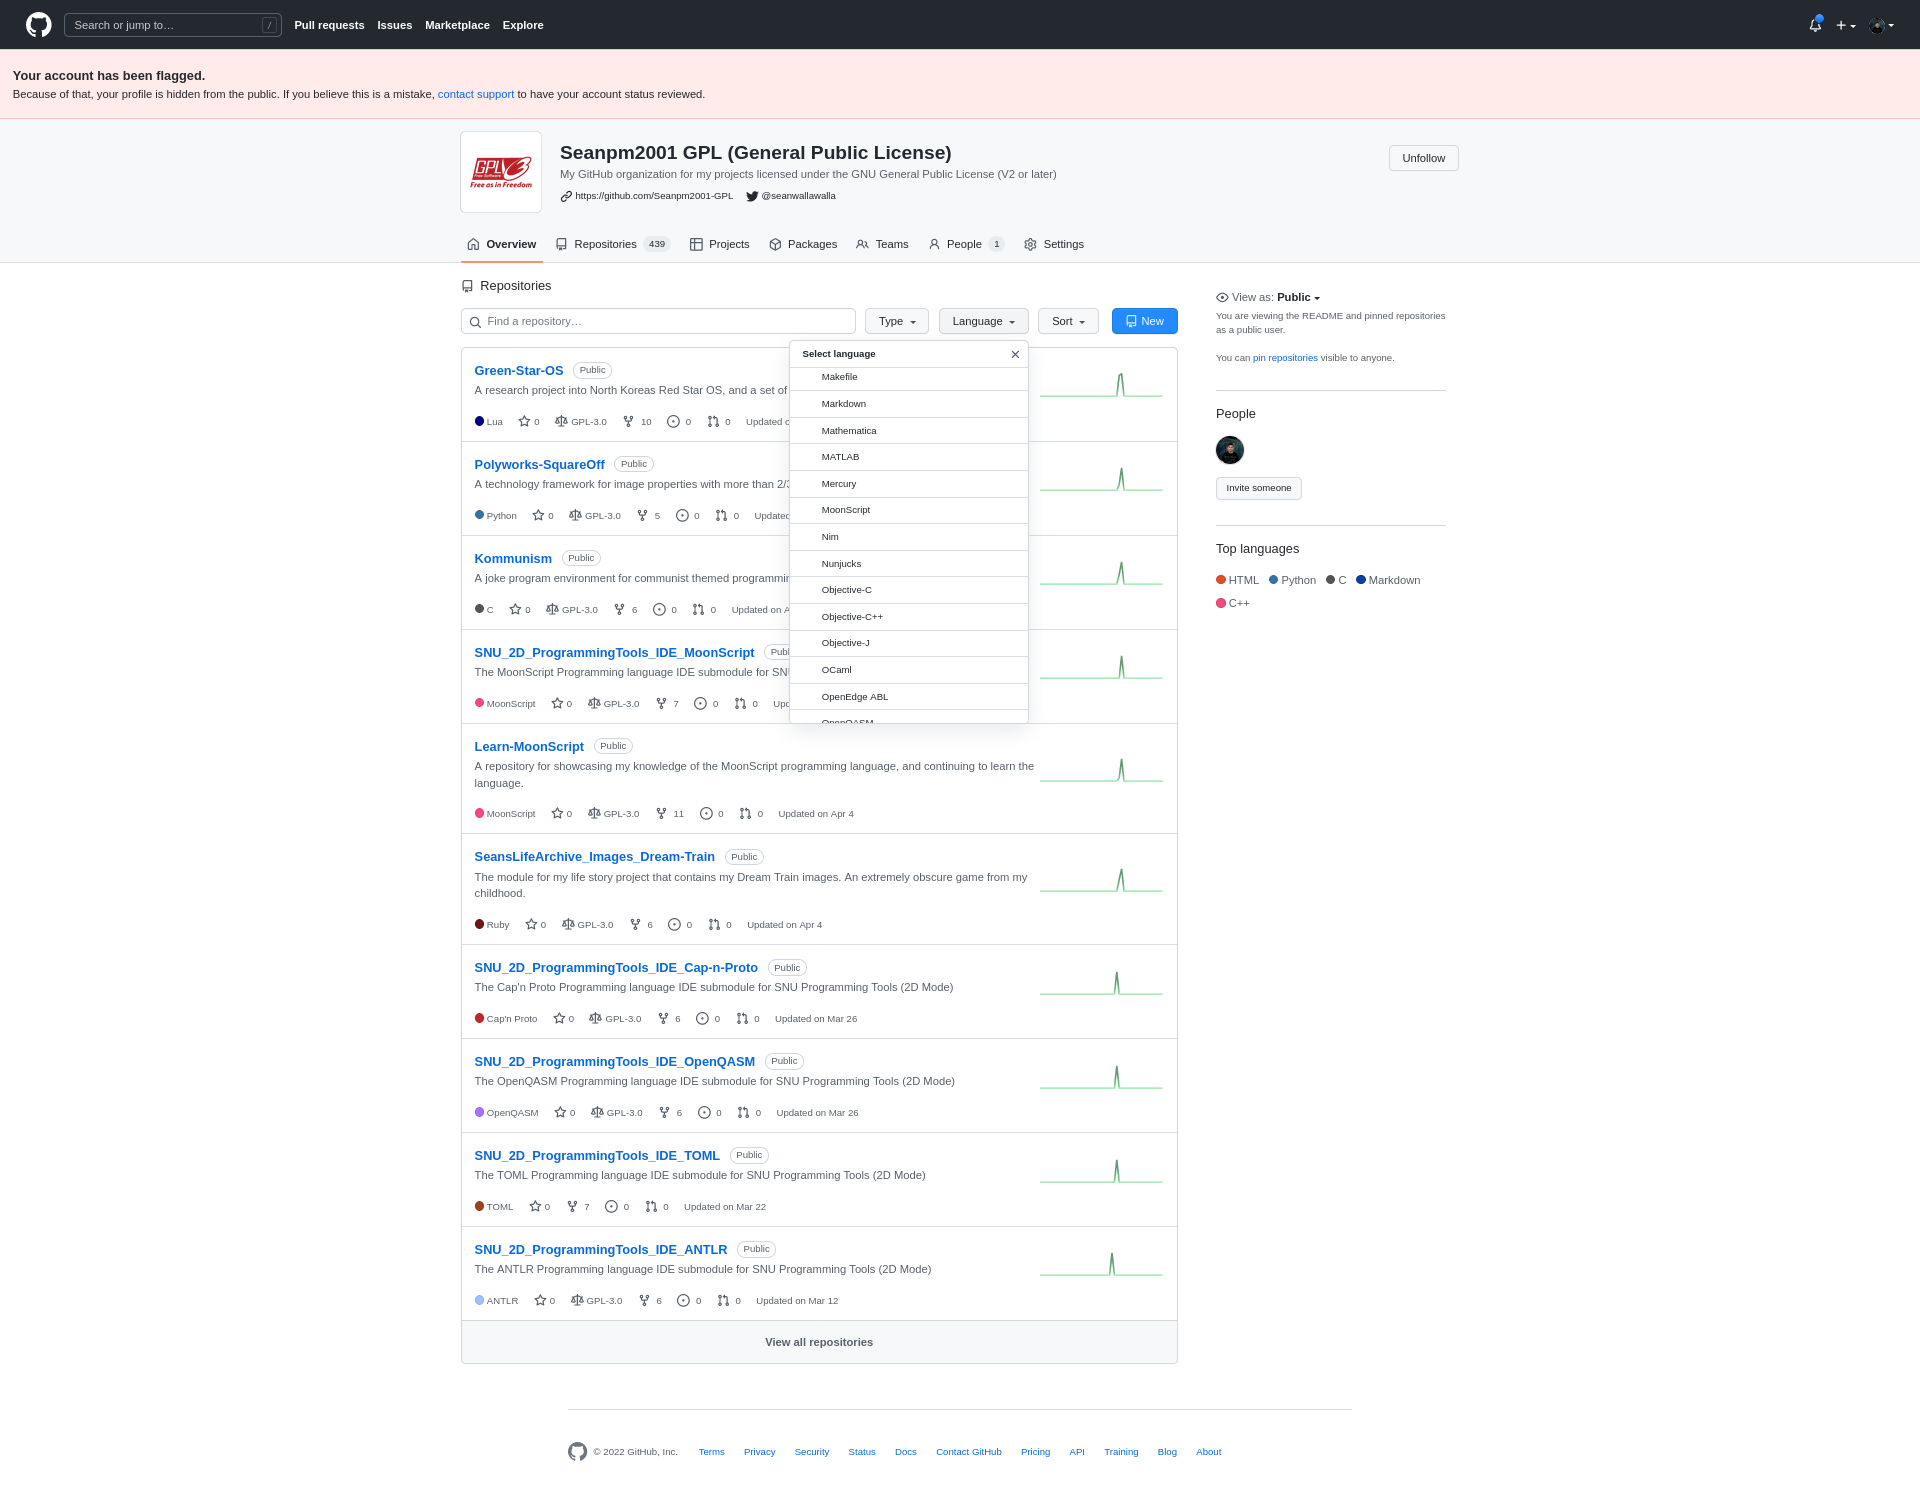 Search or jump to…
/
Pull requests
Issues
Marketplace
Explore
Your account has been flagged.
Because of that, your profile is hidden from the public. If you believe this is a mistake, contact support to have your account status reviewed.
GPLv3
Free Software
Free as in Freedom
Seanpm2001 GPL (General Public License)
My GitHub organization for my projects licensed under the GNU General Public License (V2 or later)
https://github.com/Seanpm2001-GPL
@seanwallawalla
Unfollow
Overview
Repositories 439
Projects
Packages
Teams
People 1
Settings
Repositories
Find a repository…
Type
Language
Sort
New
Select language
Makefile
Markdown
Mathematica
MATLAB
Mercury
MoonScript
Nim
Nunjucks
Objective-C
Objective-C++
Objective-J
OCaml
OpenEdge ABL
OpenQASM
Green-Star-OS Public
A research project into North Koreas Red Star OS, and a set of
Lua 0 GPL-3.0 10 0 0 Updated
Polyworks-SquareOff Public
A technology framework for image properties with more than 2/3
Python 0 GPL-3.0 5 0 0 Updated
Kommunism Public
A joke program environment for communist themed programmin
C 0 GPL-3.0 6 0 0 Updated on A
SNU_2D_ProgrammingTools_IDE_MoonScript Publ
The MoonScript Programming language IDE submodule for SNU
MoonScript 0 GPL-3.0 7 0 0 Upd
Learn-MoonScript Public
A repository for showcasing my knowledge of the MoonScript programming language, and continuing to learn the
language.
MoonScript 0 GPL-3.0 11 0 0 Updated on Apr 4
SeansLifeArchive_Images_Dream-Train Public
The module for my life story project that contains my Dream Train images. An extremely obscure game from my
childhood.
Ruby 0 GPL-3.0 6 0 0 Updated on Apr 4
SNU_2D_ProgrammingTools_IDE_Cap-n-Proto Public
The Cap'n Proto Programming language IDE submodule for SNU Programming Tools (2D Mode)
Cap'n Proto 0 GPL-3.0 6 0 0 Updated on Mar 26
SNU_2D_ProgrammingTools_IDE_OpenQASM Public
The OpenQASM Programming language IDE submodule for SNU Programming Tools (2D Mode)
OpenQASM 0 GPL-3.0 6 0 0 Updated on Mar 26
SNU_2D_ProgrammingTools_IDE_TOML Public
The TOML Programming language IDE submodule for SNU Programming Tools (2D Mode)
TOML 0 7 0 0 Updated on Mar 22
SNU_2D_ProgrammingTools_IDE_ANTLR Public
The ANTLR Programming language IDE submodule for SNU Programming Tools (2D Mode)
ANTLR 0 GPL-3.0 6 0 0 Updated on Mar 12
View all repositories
View as: Public
You are viewing the README and pinned repositories
as a public user.
You can pin repositories visible to anyone.
People
Invite someone
Top languages
HTML Python C Markdown
C++
© 2022 GitHub, Inc.
Terms
Privacy
Security
Status
Docs
Contact GitHub
Pricing
API
Training
Blog
About